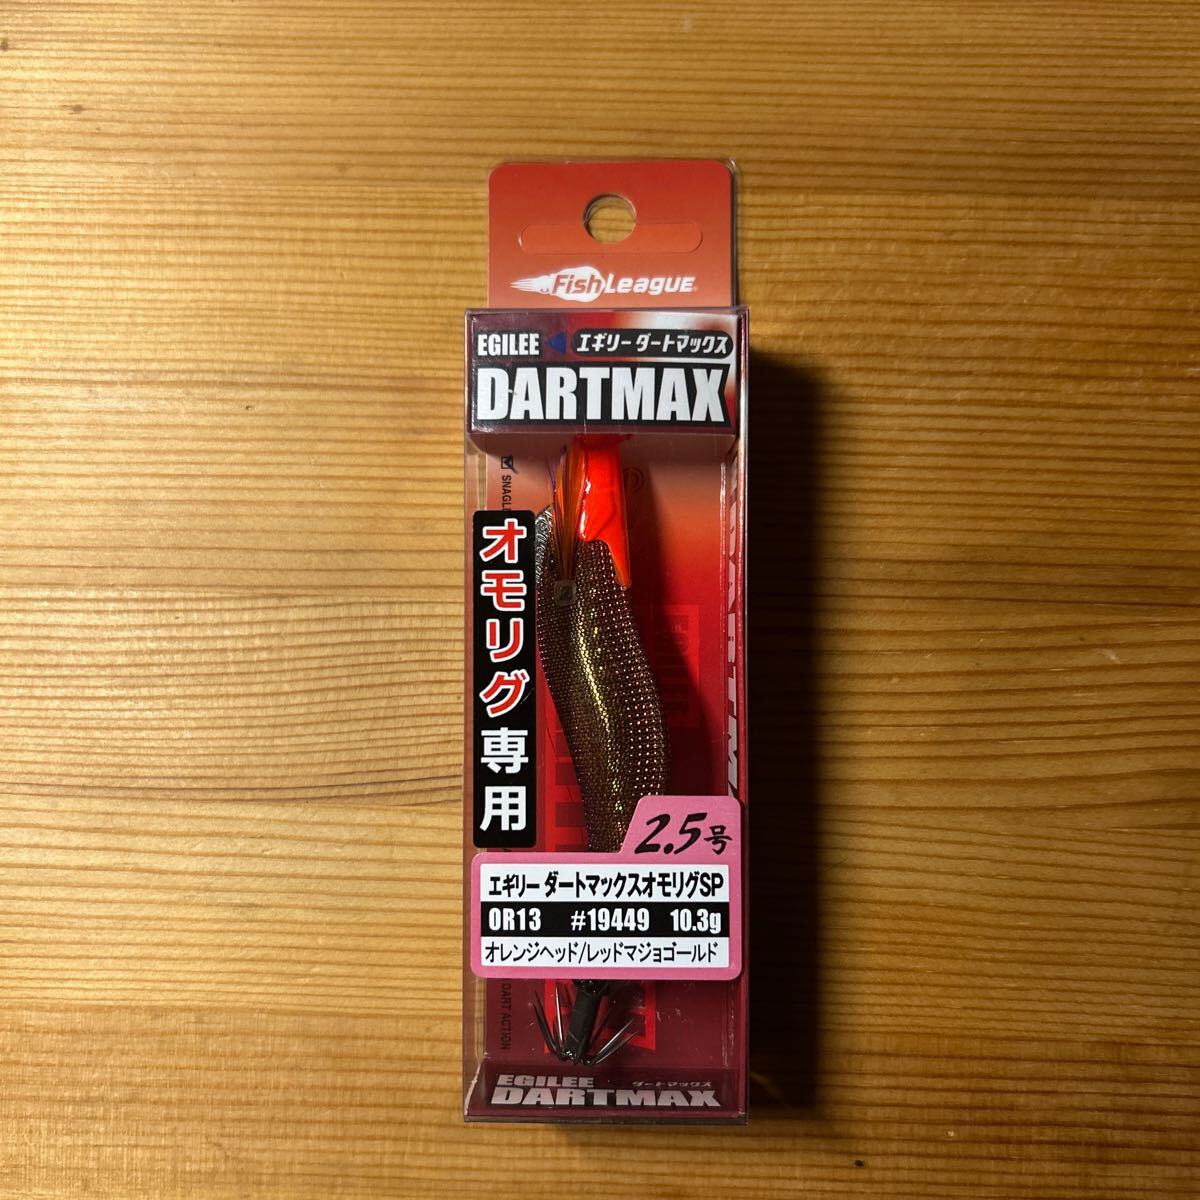 FishLeague
EGILEE エギリー ダートマックス
DARTMAX
オモリグ専用
2.5号
エギリー ダートマックスオモリグSP
OR13 #19449 10.3g
オレンジヘッド/レッドマジョゴールド
DART ACTION
EGILEE ダートマックス
DARTMAX